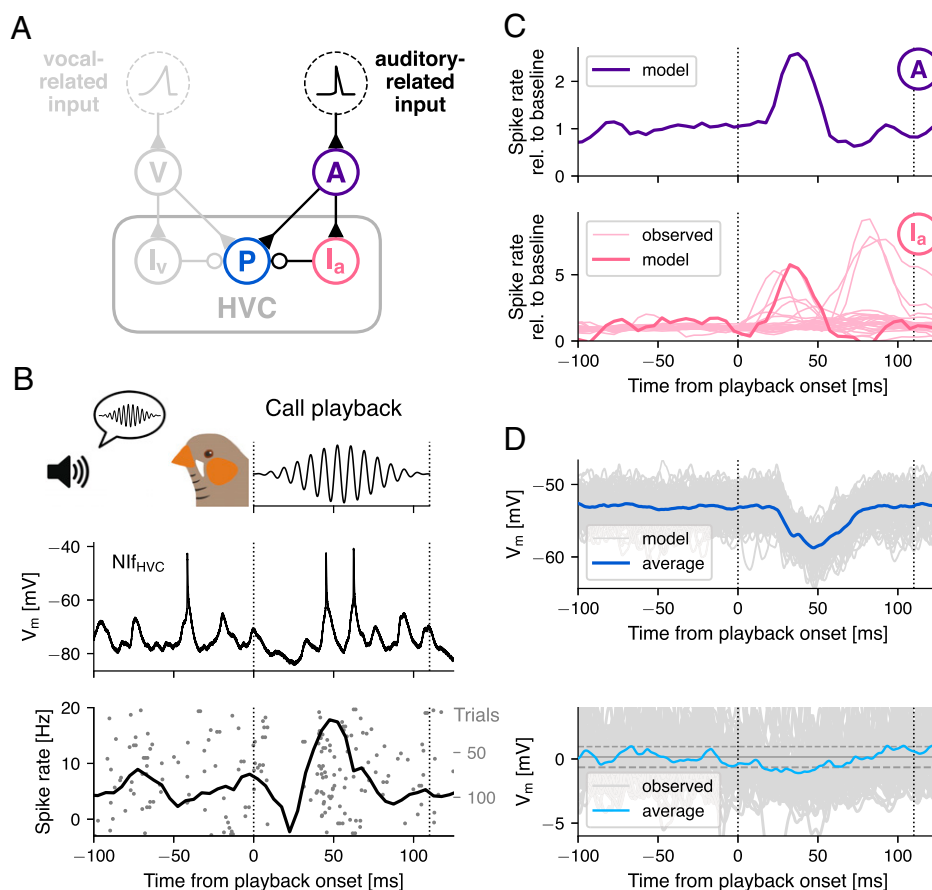 A
vocal-
related
input
auditory-
related
input
V
A
Iv
P
Ia
HVC
B
Call playback
NIfHVC
Vm [mV]
−40
−60
−80
Spike rate [Hz]
20
10
0
Trials
50
100
−100
−50
0
50
100
Time from playback onset [ms]
C
Spike rate
rel. to baseline
2
1
0
model
A
−100
−50
0
50
100
Spike rate
rel. to baseline
5
0
observed
model
Ia
−100
−50
0
50
100
Time from playback onset [ms]
D
Vm [mV]
−50
−60
model
average
−100
−50
0
50
100
Time from playback onset [ms]
Vm [mV]
0
−5
observed
average
−100
−50
0
50
100
Time from playback onset [ms]